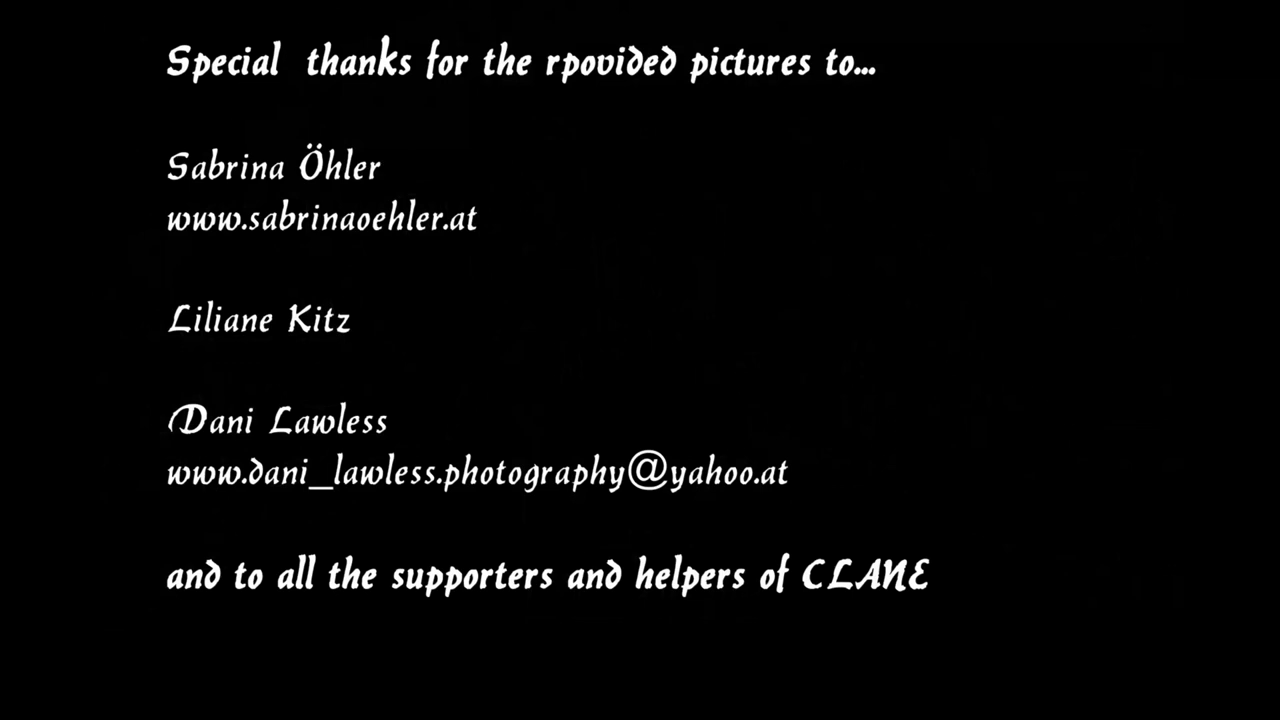 Special thanks for the rpovided pictures to...
Sabrina Öhler
www.sabrinaoehler.at
Liliane Kitz
Dani Lawless
www.dani_lawless.photography@yahoo.at
and to all the supporters and helpers of CLANE